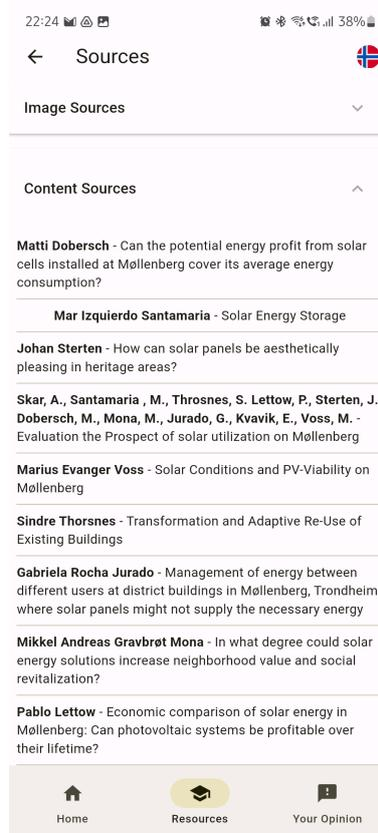 22:24 38%
Sources
Image Sources
Content Sources
Matti Dobersch - Can the potential energy profit from solar
cells installed at Møllenberg cover its average energy
consumption?
Mar Izquierdo Santamaria - Solar Energy Storage
Johan Sterten - How can solar panels be aesthetically
pleasing in heritage areas?
Skar, A., Santamaria , M., Throsnes, S. Lettow, P., Sterten, J.
Dobersch, M., Mona, M., Jurado, G., Kvavik, E., Voss, M. -
Evaluation the Prospect of solar utilization on Møllenberg
Marius Evanger Voss - Solar Conditions and PV-Viability on
Møllenberg
Sindre Thorsnes - Transformation and Adaptive Re-Use of
Existing Buildings
Gabriela Rocha Jurado - Management of energy between
different users at district buildings in Møllenberg, Trondheim
where solar panels might not supply the necessary energy
Mikkel Andreas Gravbrøt Mona - In what degree could solar
energy solutions increase neighborhood value and social
revitalization?
Pablo Lettow - Economic comparison of solar energy in
Møllenberg: Can photovoltaic systems be profitable over
their lifetime?
Home Resources Your Opinion